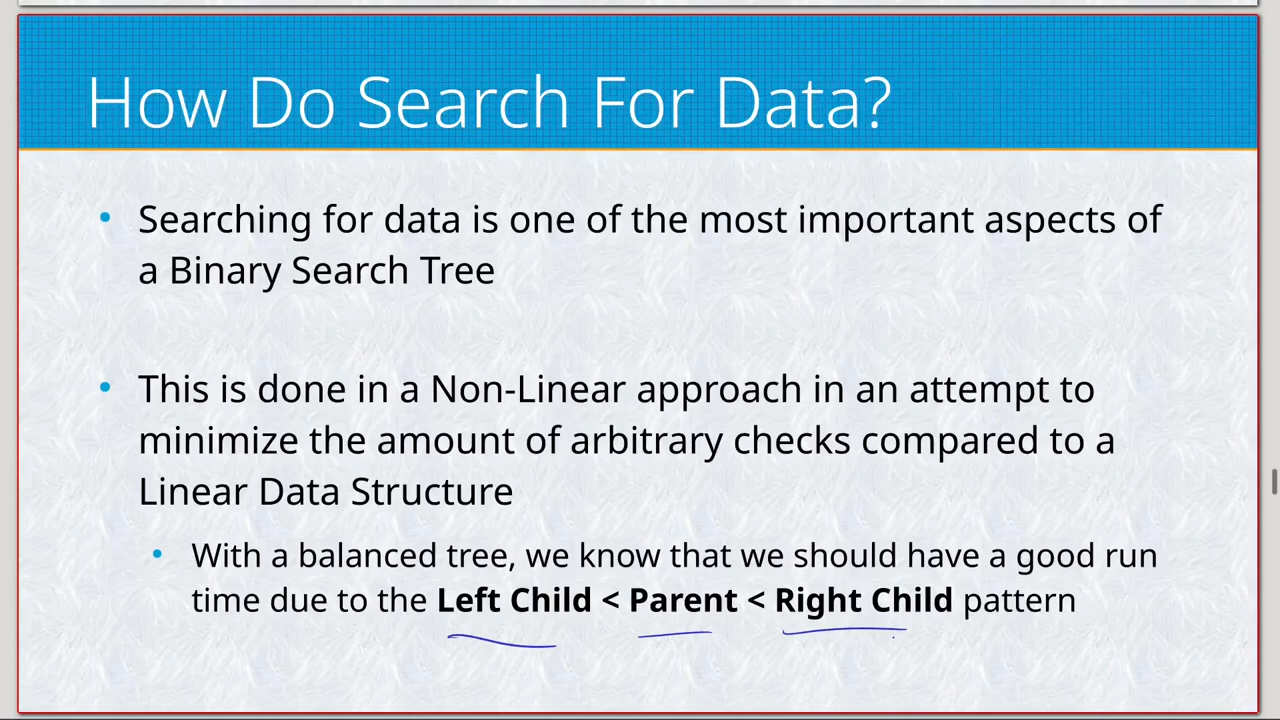 How Do Search For Data?
• Searching for data is one of the most important aspects of
a Binary Search Tree
• This is done in a Non-Linear approach in an attempt to
minimize the amount of arbitrary checks compared to a
Linear Data Structure
• With a balanced tree, we know that we should have a good run
time due to the Left Child < Parent < Right Child pattern